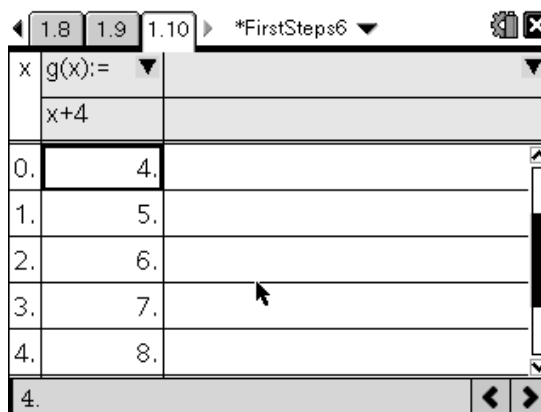 1.8 1.9 1.10 *FirstSteps6
x g(x):=
x+4
0. 4.
1. 5.
2. 6.
3. 7.
4. 8.
4.